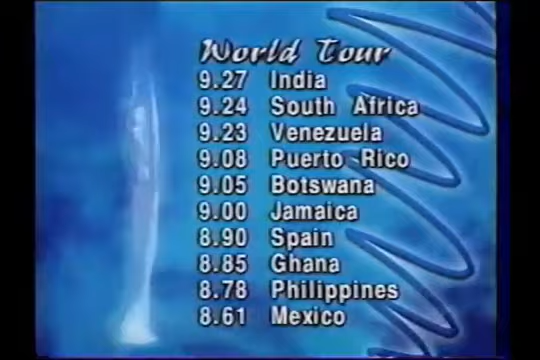 World Tour
9.27 India
9.24 South Africa
9.23 Venezuela
9.08 Puerto Rico
9.05 Botswana
9.00 Jamaica
8.90 Spain
8.85 Ghana
8.78 Philippines
8.61 Mexico